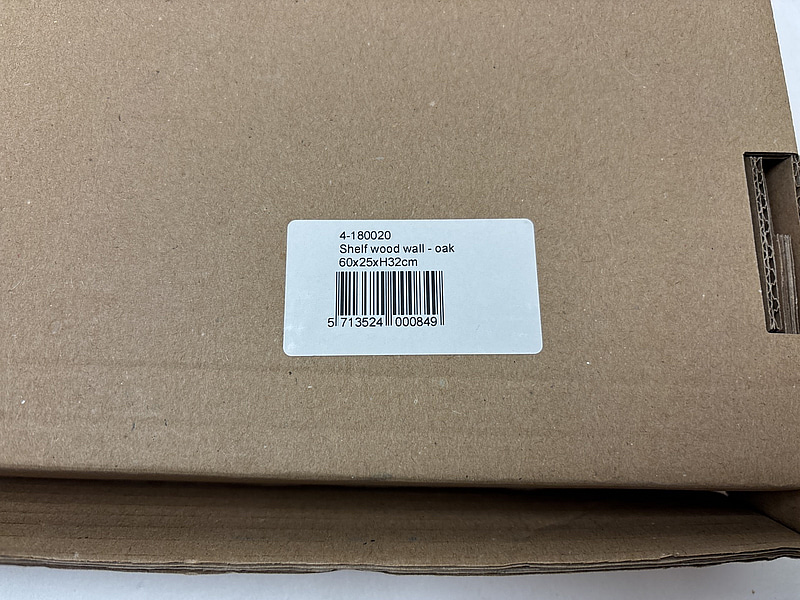 4-180020
Shelf wood wall - oak
60x25xH32cm
5 713524 000849